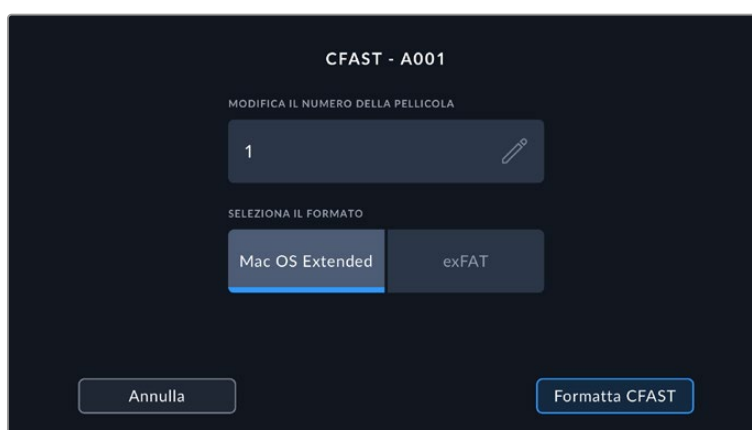 CFAST - A001
MODIFICA IL NUMERO DELLA PELLICOLA
1
SELEZIONA IL FORMATO
Mac OS Extended exFAT
Annulla Formatta CFAST